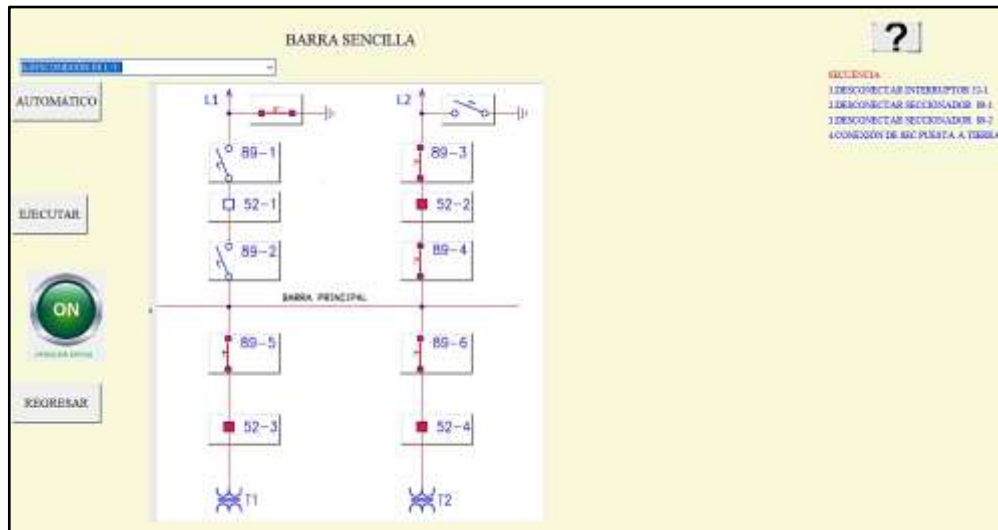 BARRA SENCILLA
?
AUTOMATICO
EJECUTAR
ON
REGRESAR
L1
89-1
52-1
89-2
L2
89-3
52-2
89-4
BARRA PRINCIPAL
89-5
52-3
T1
89-6
52-4
T2
SECUENCIA
1.DESCONECTAR INTERRUPTOR 52-1
2.DESCONECTAR SECCIONADOR 89-1
3.DESCONECTAR SECCIONADOR 89-2
4.CONEXIÓN DE SEC PUESTA A TIERRA